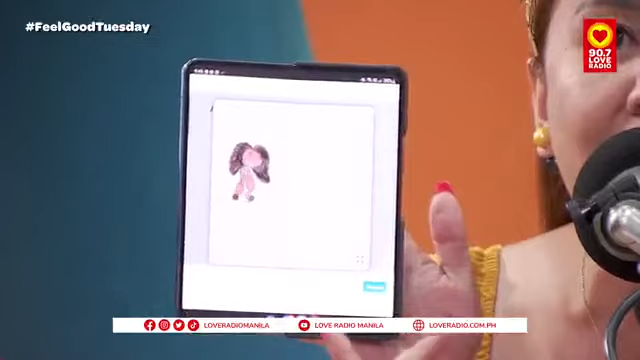 #FeelGoodTuesday
90.7
LOVE
RADIO
LOVERADIOMANILA
LOVE RADIO MANILA
LOVERADIO.COM.PH